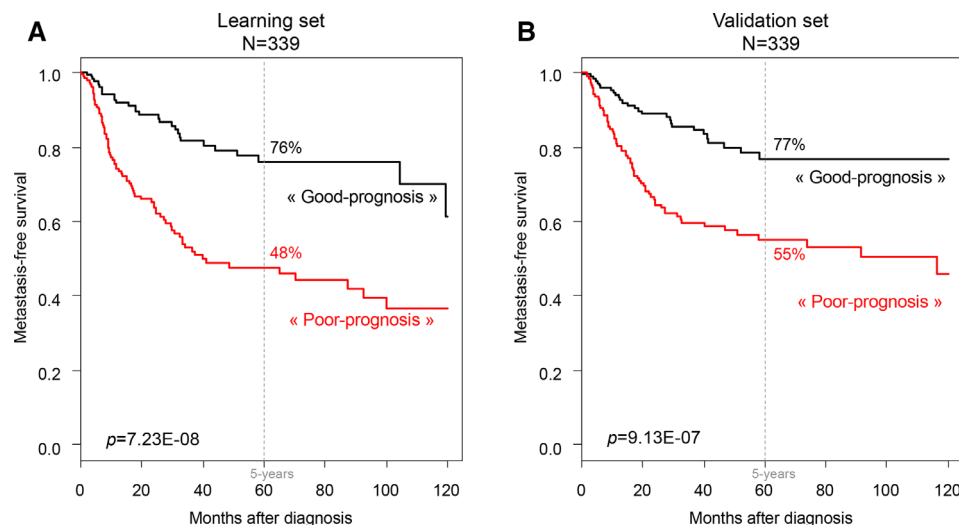 A
Learning set
N=339
Metastasis-free survival
1.0
0.8
0.6
0.4
0.2
0.0
76%
« Good-prognosis »
48%
« Poor-prognosis »
p=7.23E-08
5-years
0 20 40 60 80 100 120
Months after diagnosis
B
Validation set
N=339
Metastasis-free survival
1.0
0.8
0.6
0.4
0.2
0.0
77%
« Good-prognosis »
55%
« Poor-prognosis »
p=9.13E-07
5-years
0 20 40 60 80 100 120
Months after diagnosis